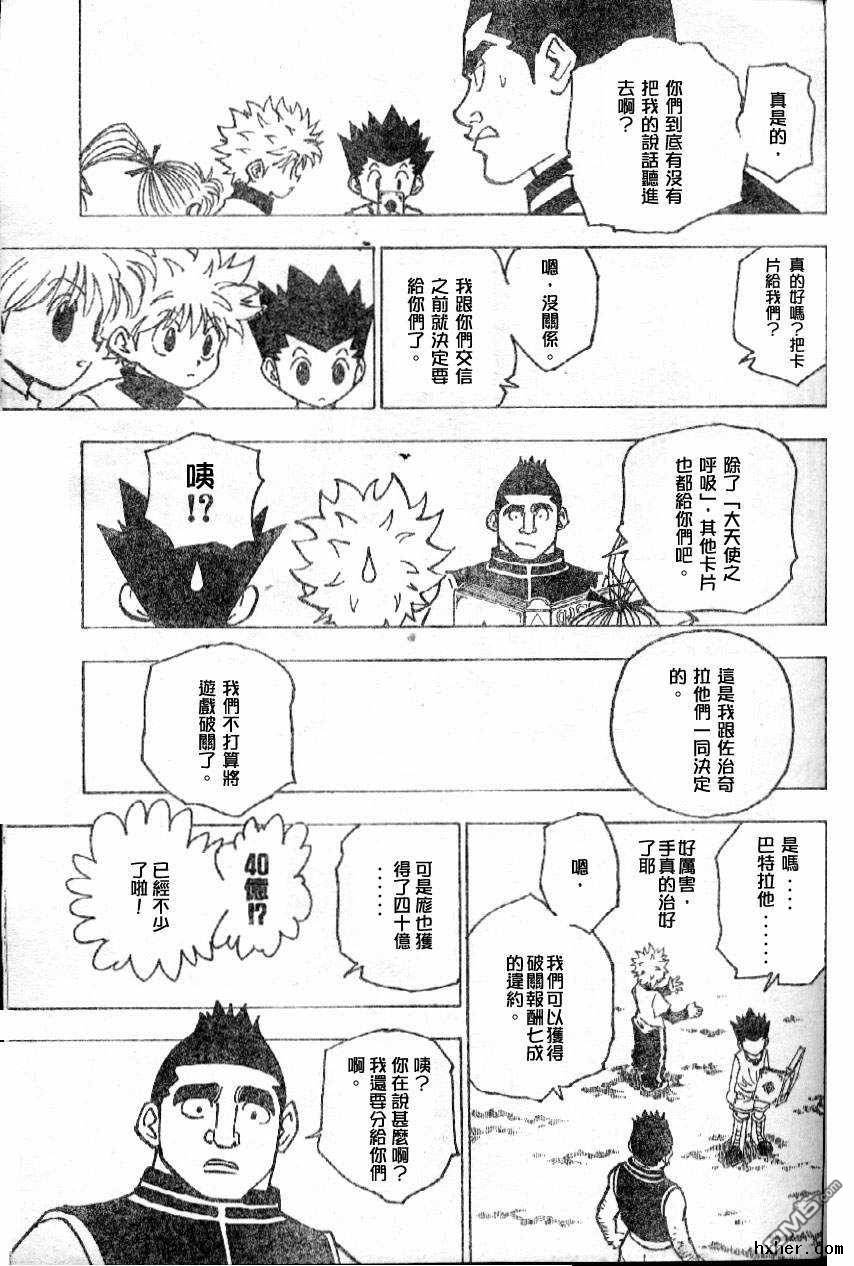 真是的，
你們到底有沒有
把我的說話聽進
去啊？
真的好嗎？把卡
片給我們？
嗯，沒關係。
我跟你們交信
之前就決定要
給你們了。
除了「大天使之
呼吸」，其他卡片
也都給你們吧。
咦
!?
這是我跟佐治奇
拉他們一同決定
的。
我們不打算將
遊戲破關了。
是嗎....
巴特拉他......
好厲害，
手真的治好
了耶
嗯，
我們可以獲得
破關報酬七成
的違約。
可是應也獲
得了四十億
......
40
億!?
已經不少
了啦！
咦？
你在說甚麼啊？
我還要分給你們
啊。
hxher.com